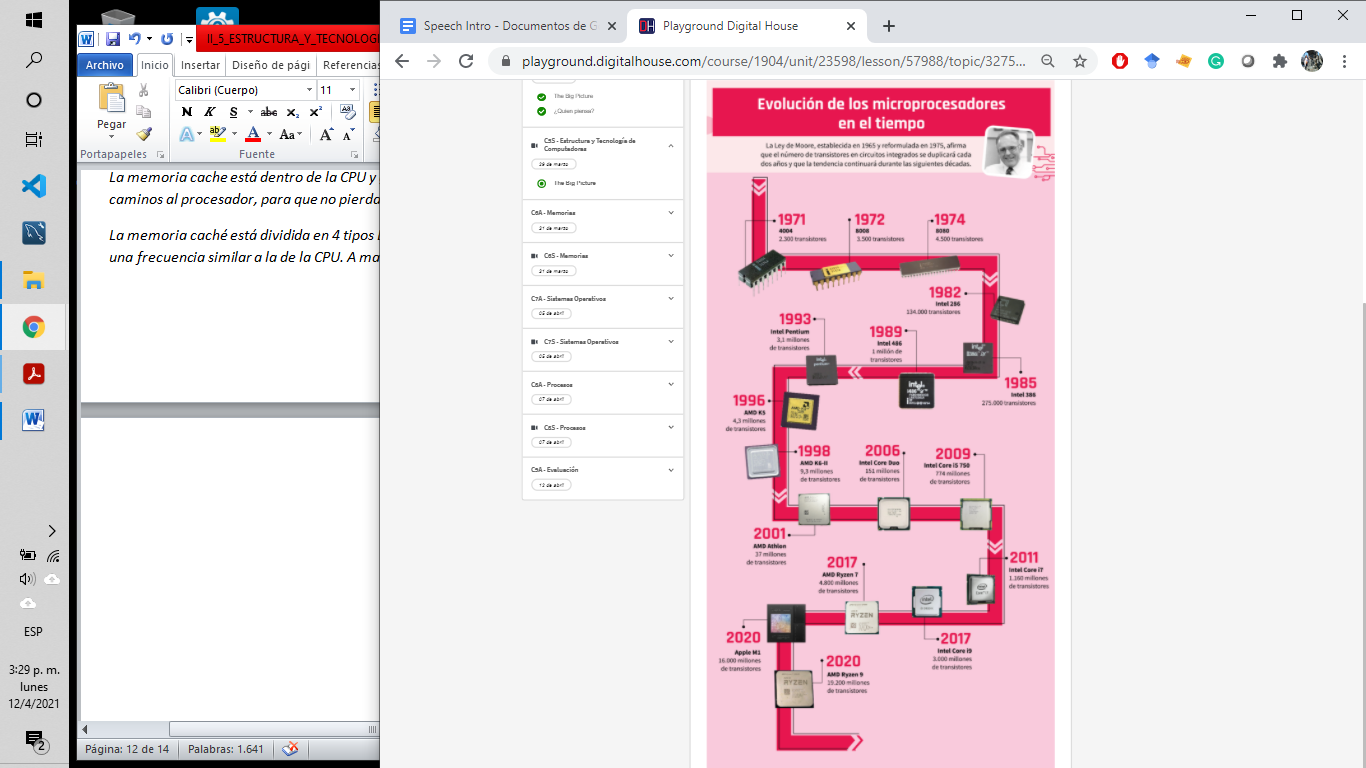 II_5_ESTRUCTURA_Y_TECNOLOGI
Archivo
Inicio
Insertar
Diseño de pági
Referencias
Pegar
Calibri (Cuerpo)
11
N K S abc x₂ x²
Aa
Portapapeles
Fuente
La memoria cache está dentro de la CPU y
caminos al procesador, para que no pierda
La memoria caché está dividida en 4 tipos
una frecuencia similar a la de la CPU. A ma
Página: 12 de 14
Palabras: 1.641
ESP
3:29 p. m.
lunes
12/4/2021
2
Speech Intro - Documentos de G
Playground Digital House
playground.digitalhouse.com/course/1904/unit/23598/lesson/57988/topic/3275...
The Big Picture
¿Quien piensa?
C5S - Estructura y Tecnología de
Computadoras
29 de marzo
The Big Picture
C6A - Memorias
31 de marzo
C6S - Memorias
31 de marzo
C7A - Sistemas Operativos
05 de abril
C7S - Sistemas Operativos
05 de abril
C8A - Procesos
07 de abril
C8S - Procesos
07 de abril
C9A - Evaluación
12 de abril
Evolución de los microprocesadores
en el tiempo
La Ley de Moore, establecida en 1965 y reformulada en 1975, afirma
que el número de transistores en circuitos integrados se duplicará cada
dos años y que la tendencia continuará durante las siguientes décadas.
1971
4004
2.300 transistores
1972
8008
3.500 transistores
1974
8080
4.500 transistores
1982
Intel 286
134.000 transistores
1993
Intel Pentium
3,1 millones
de transistores
1989
Intel 486
1 millón de
transistores
1985
Intel 386
275.000 transistores
1996
AMD K5
4,3 millones
de transistores
1998
AMD K6-II
9,3 millones
de transistores
2006
Intel Core Duo
151 millones
de transistores
2009
Intel Core i5 750
774 millones
de transistores
2001
AMD Athlon
37 millones
de transistores
2017
AMD Ryzen 7
4.800 millones
de transistores
2011
Intel Core i7
1.160 millones
de transistores
2020
Apple M1
16.000 millones
de transistores
2017
Intel Core i9
3.000 millones
de transistores
2020
AMD Ryzen 9
19.200 millones
de transistores
intel
RYZEN
RYZEN